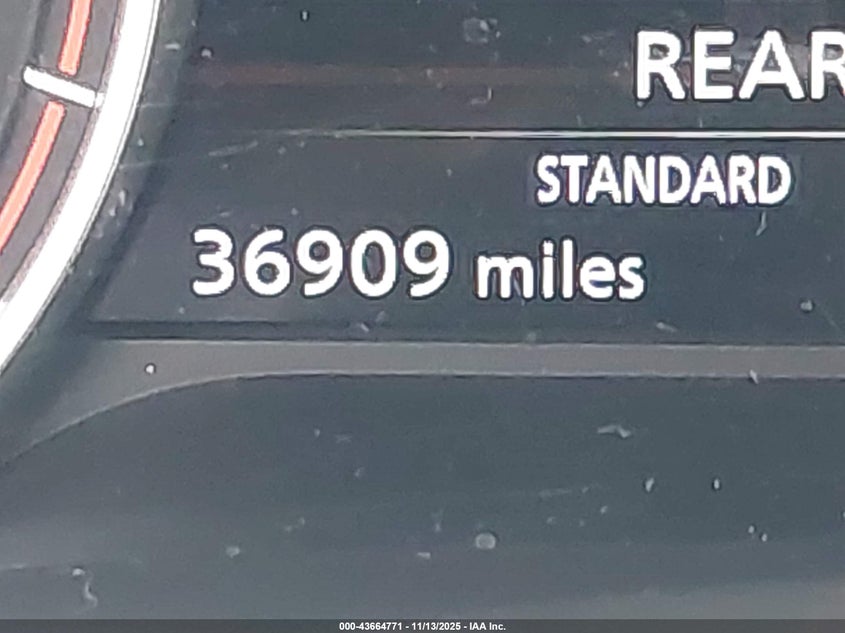 REAR
STANDARD
36909 miles
000-43664771 - 11/13/2025 - IAA Inc.